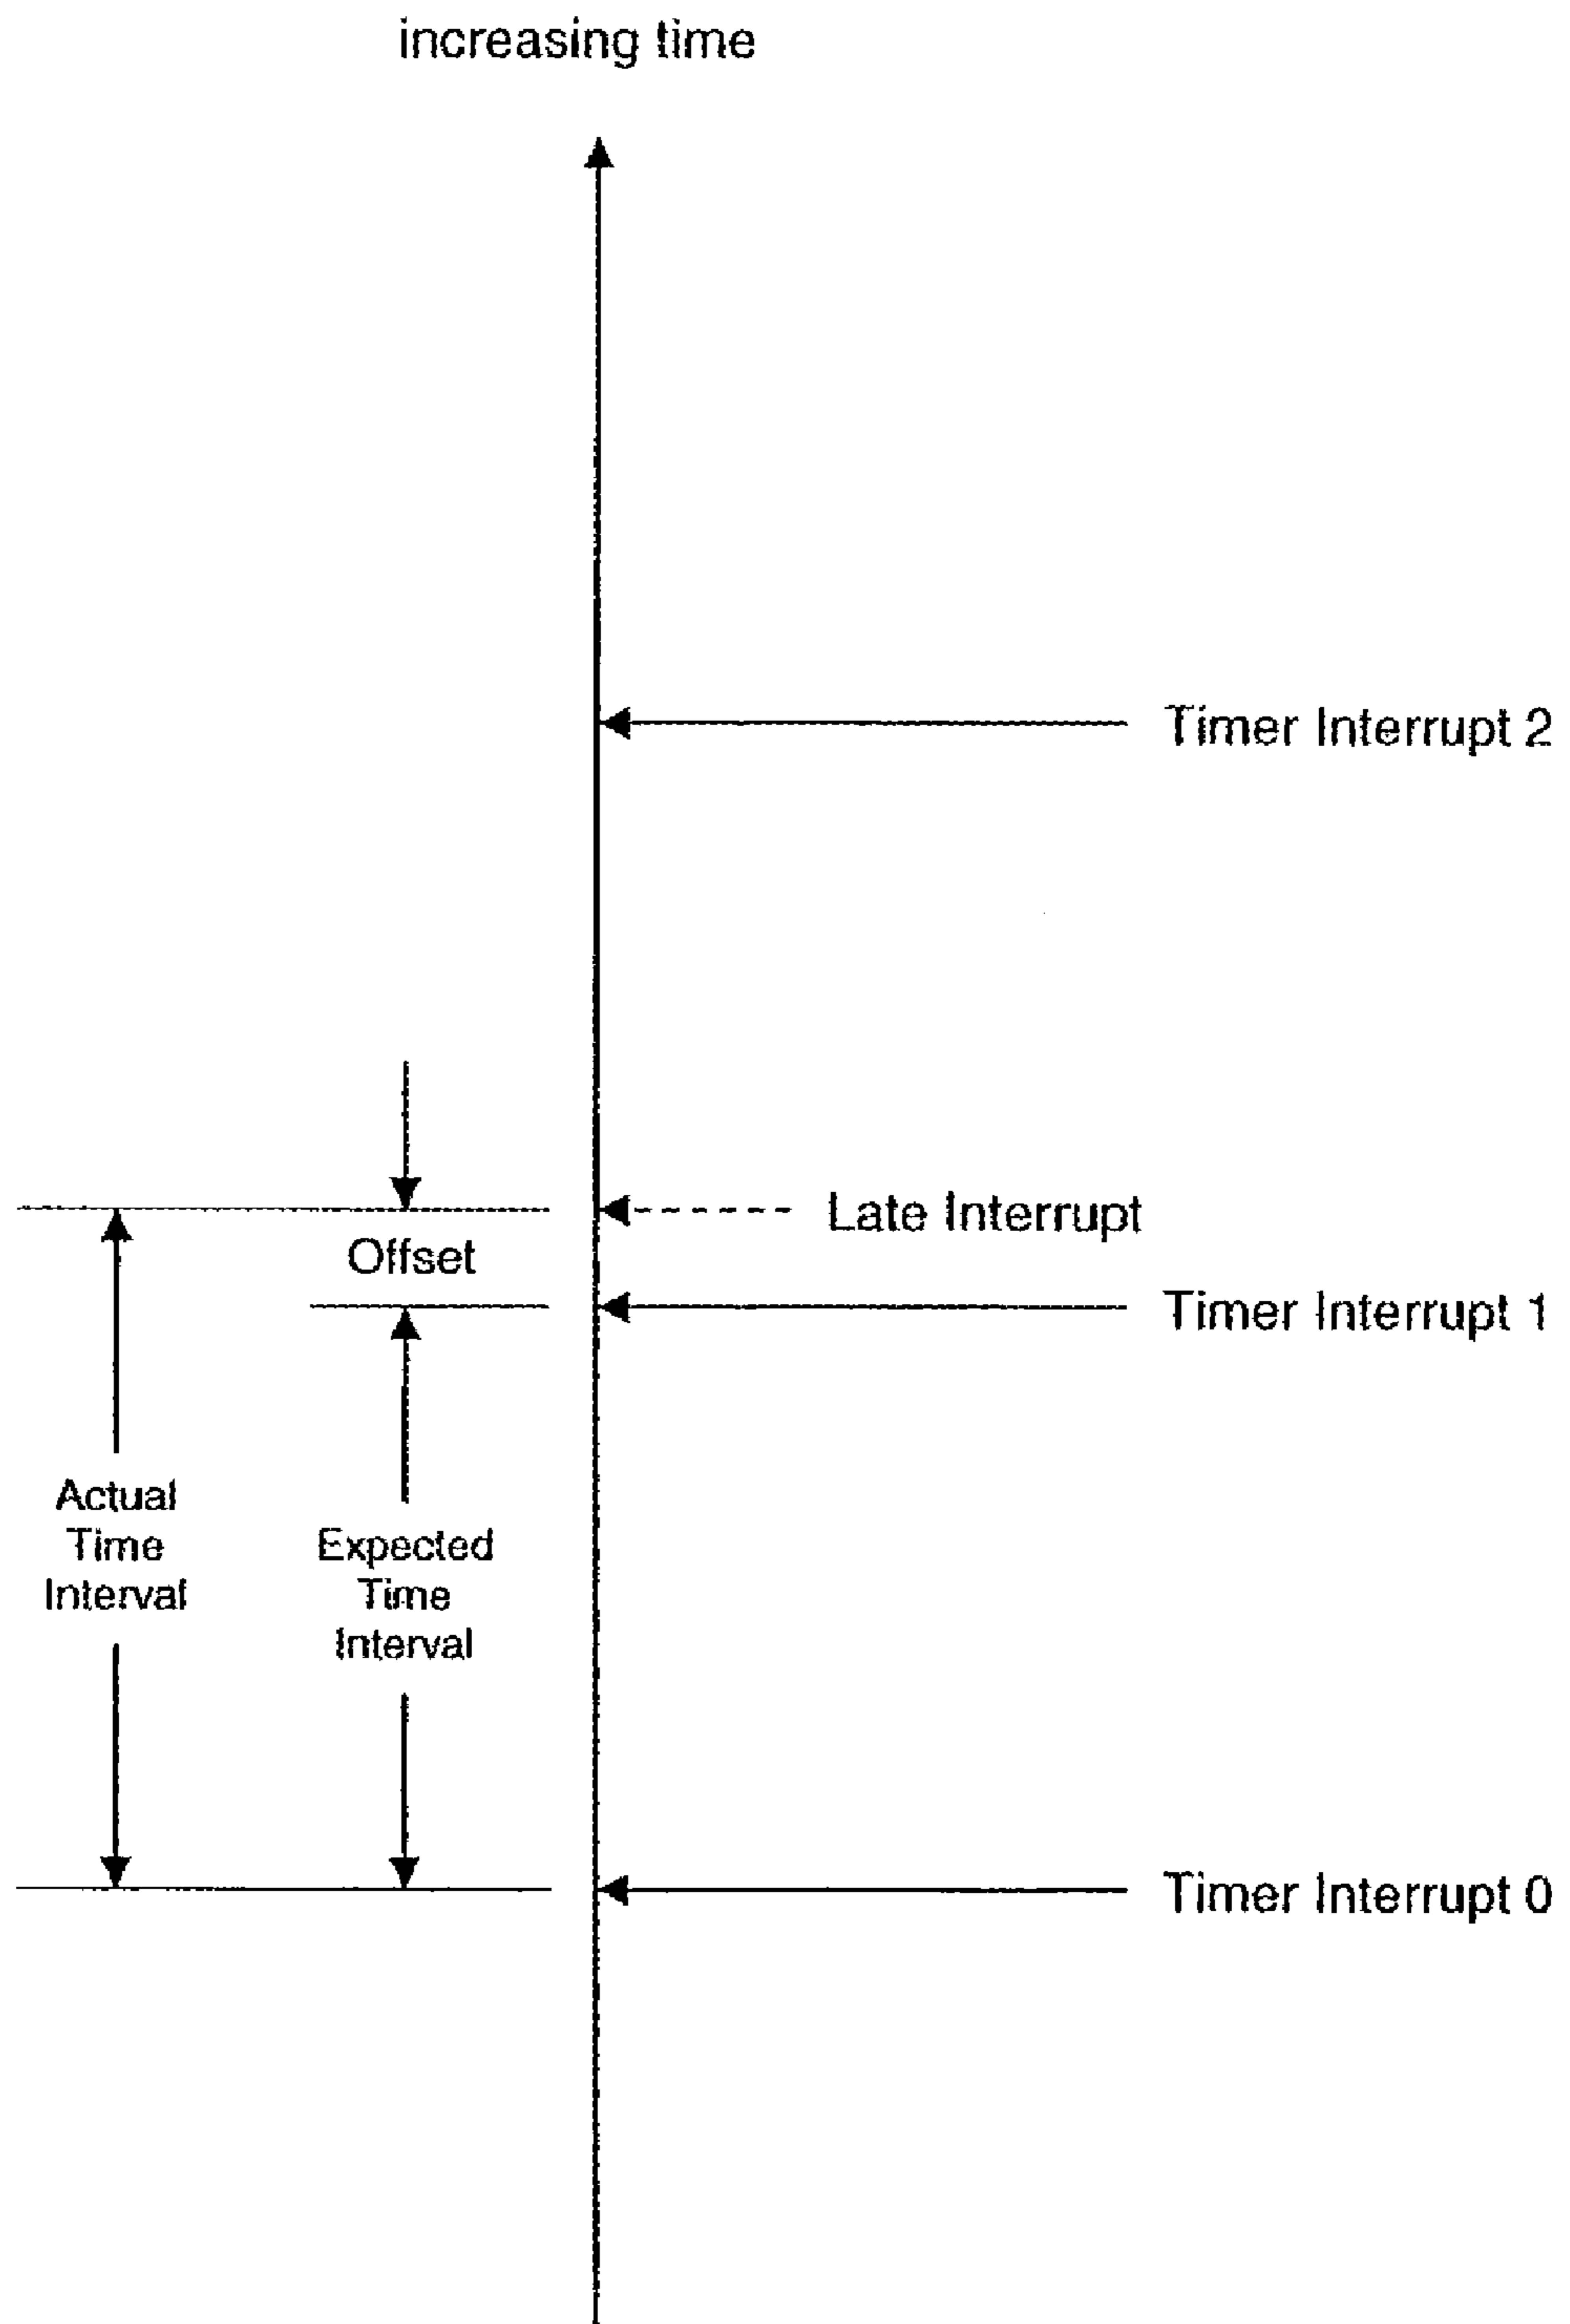 increasing time
Timer Interrupt 2
Late Interrupt
Offset
Timer Interrupt 1
Actual
Time
Interval
Expected
Time
Interval
Timer Interrupt 0